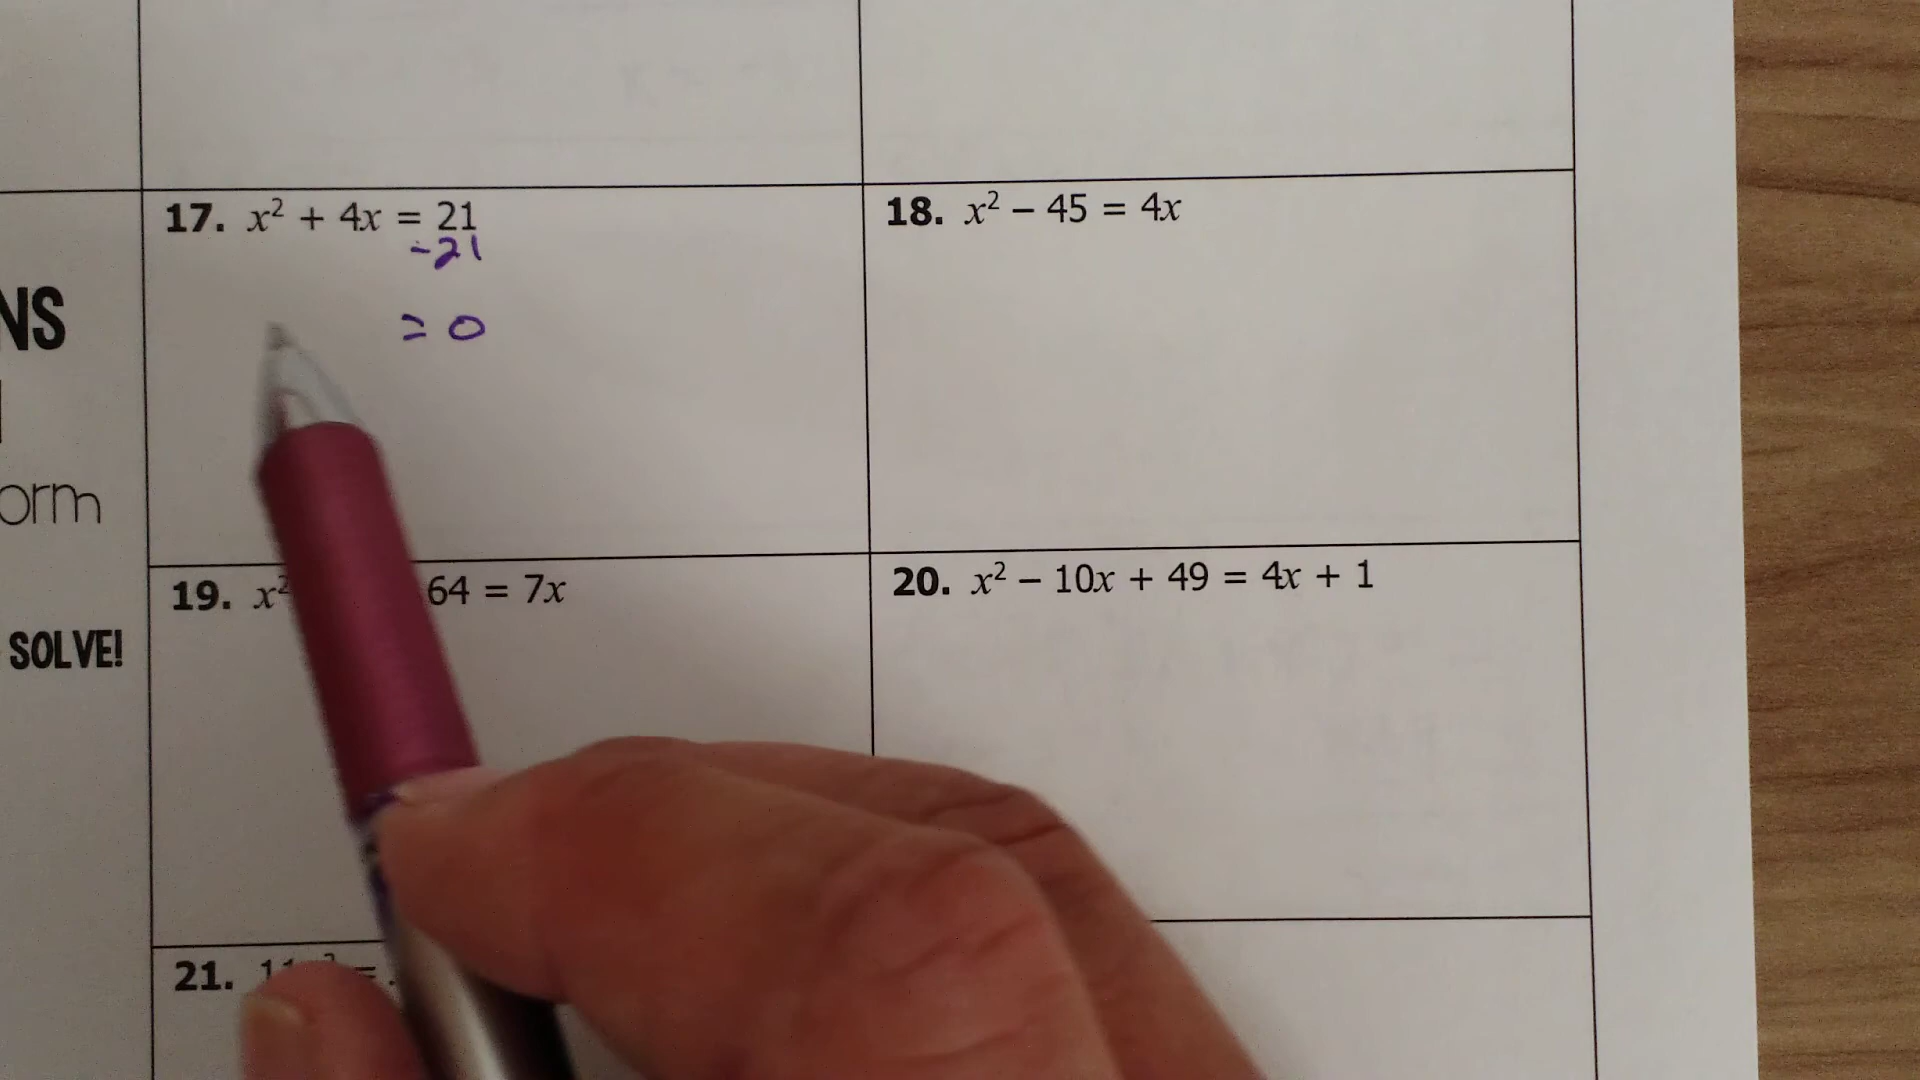 17. x² + 4x = 21
-21
= 0
18. x² – 45 = 4x
NS
orm
SOLVE!
19. x² 64 = 7x
20. x² – 10x + 49 = 4x + 1
21. 11 =